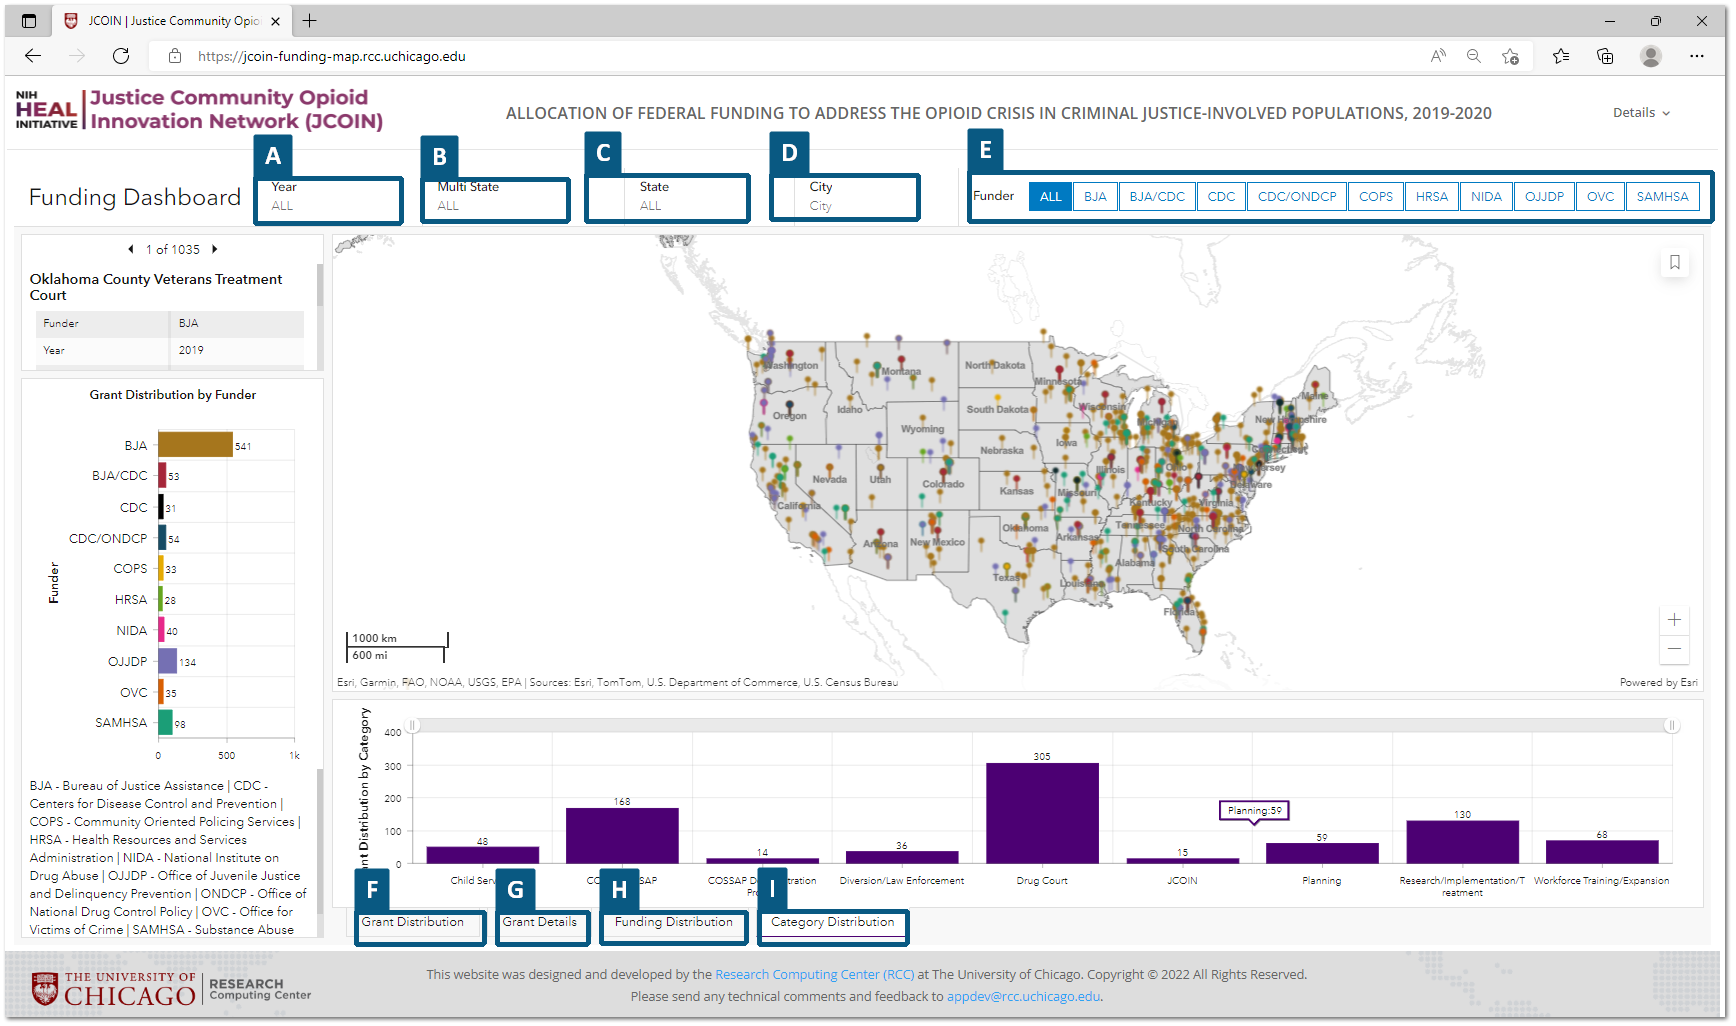 JCOIN | Justice Community Opio
https://jcoin-funding-map.rcc.uchicago.edu
NIH
HEAL
INITIATIVE
Justice Community Opioid
Innovation Network (JCOIN)
ALLOCATION OF FEDERAL FUNDING TO ADDRESS THE OPIOID CRISIS IN CRIMINAL JUSTICE-INVOLVED POPULATIONS, 2019-2020
Details
A
B
C
D
E
Funding Dashboard
Year
ALL
Multi State
ALL
State
ALL
City
City
Funder
ALL
BJA
BJA/CDC
CDC
CDC/ONDCP
COPS
HRSA
NIDA
OJJDP
OVC
SAMHSA
1 of 1035
Oklahoma County Veterans Treatment
Court
Funder BJA
Year 2019
Grant Distribution by Funder
Funder
BJA 541
BJA/CDC 53
CDC 31
CDC/ONDCP 54
COPS 33
HRSA 28
NIDA 40
OJJDP 134
OVC 35
SAMHSA 98
0 500 1k
BJA - Bureau of Justice Assistance | CDC -
Centers for Disease Control and Prevention |
COPS - Community Oriented Policing Services |
HRSA - Health Resources and Services
Administration | NIDA - National Institute on
Drug Abuse | OJJDP - Office of Juvenile Justice
and Delinquency Prevention | ONDCP - Office of
National Drug Control Policy | OVC - Office for
Victims of Crime | SAMHSA - Substance Abuse
Washington
Montana
North Dakota
Minnesota
Maine
Oregon
Idaho
South Dakota
Wisconsin
Michigan
New Hampshire
Wyoming
Iowa
Nebraska
Connecticut
Jersey
Nevada
Utah
Colorado
Illinois
Ohio
Delaware
Kansas
Missouri
Kentucky
Virginia
California
Oklahoma
Tennessee
North Carolina
Arizona
New Mexico
Arkansas
South Carolina
Alabama
Texas
Louisiana
Florida
1000 km
600 mi
Esri, Garmin, FAO, NOAA, USGS, EPA | Sources: Esri, TomTom, U.S. Department of Commerce, U.S. Census Bureau
Powered by Esri
nt Distribution by Category
400
300
200
100
0
48
168
14
36
305
15
59
130
68
Planning:59
Child Serv
CO
SAP
COSSAP D
tration
Pr
Diversion/Law Enforcement
Drug Court
JCOIN
Planning
Research/Implementation/T
reatment
Workforce Training/Expansion
F
G
H
I
Grant Distribution
Grant Details
Funding Distribution
Category Distribution
THE UNIVERSITY OF
CHICAGO
RESEARCH
Computing Center
This website was designed and developed by the Research Computing Center (RCC) at The University of Chicago. Copyright © 2022 All Rights Reserved.
Please send any technical comments and feedback to appdev@rcc.uchicago.edu.